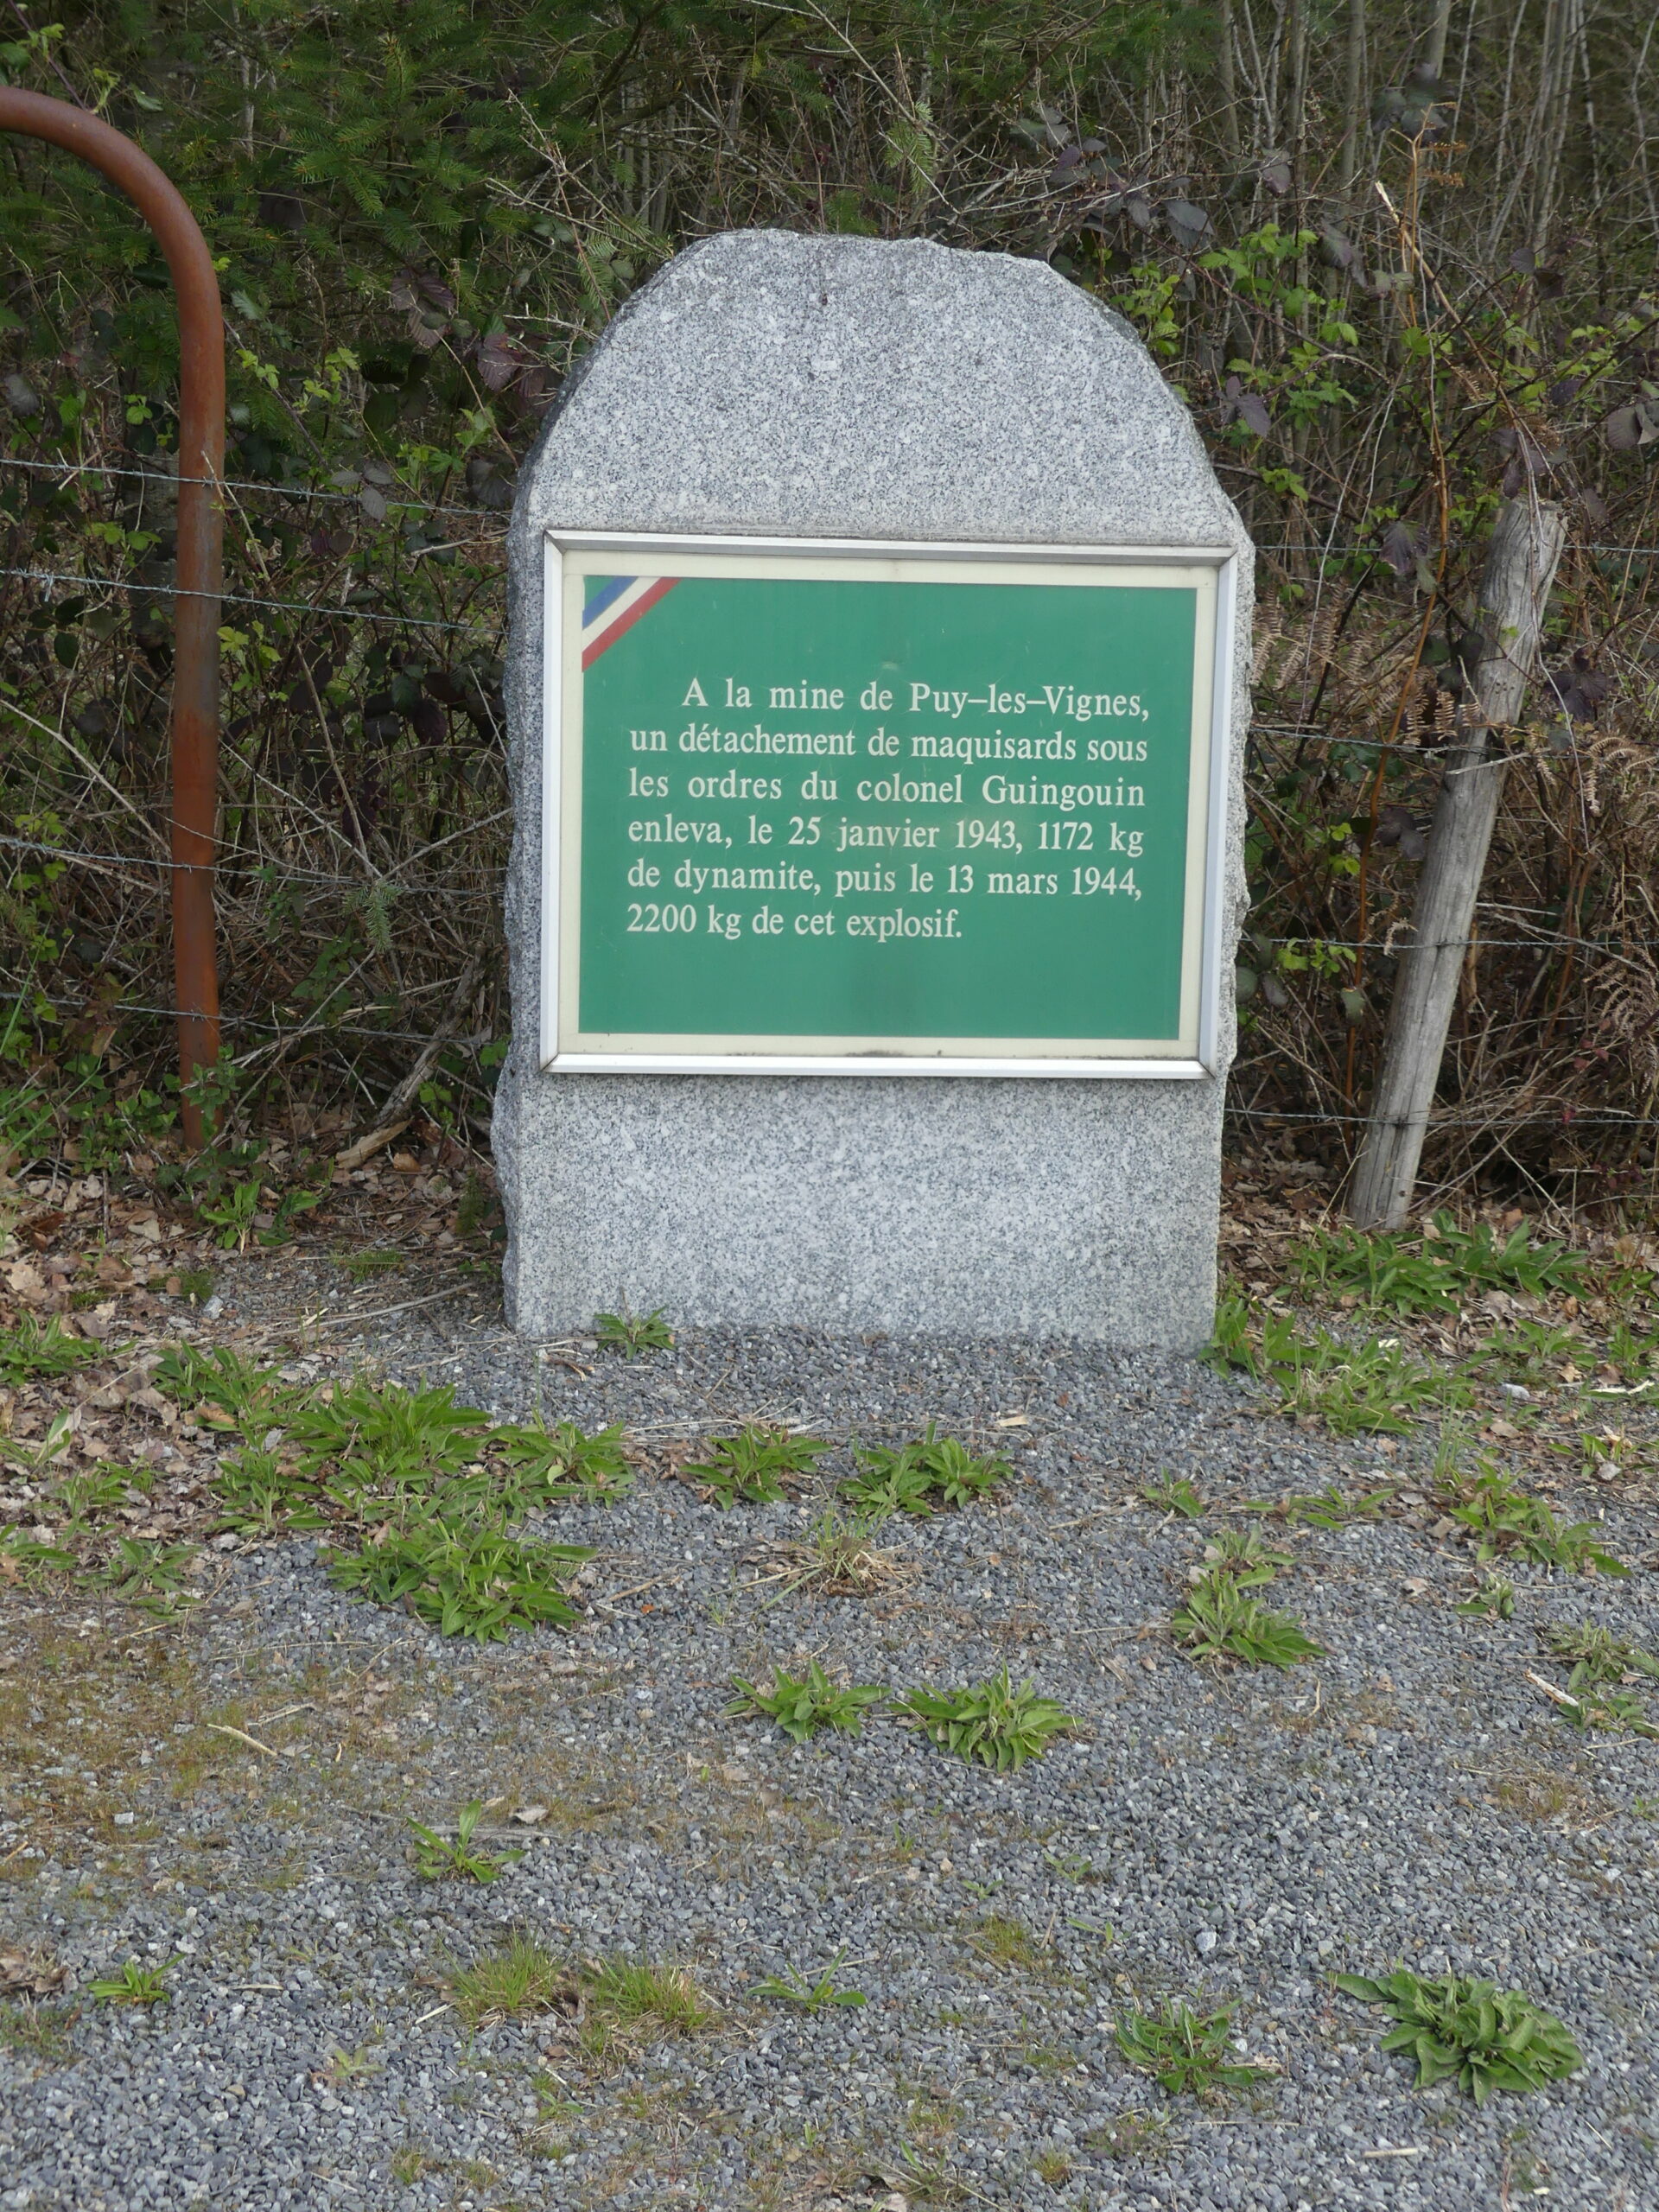 A la mine de Puy–les–Vignes,
un détachement de maquisards sous
les ordres du colonel Guingouin
enleva, le 25 janvier 1943, 1172 kg
de dynamite, puis le 13 mars 1944,
2200 kg de cet explosif.